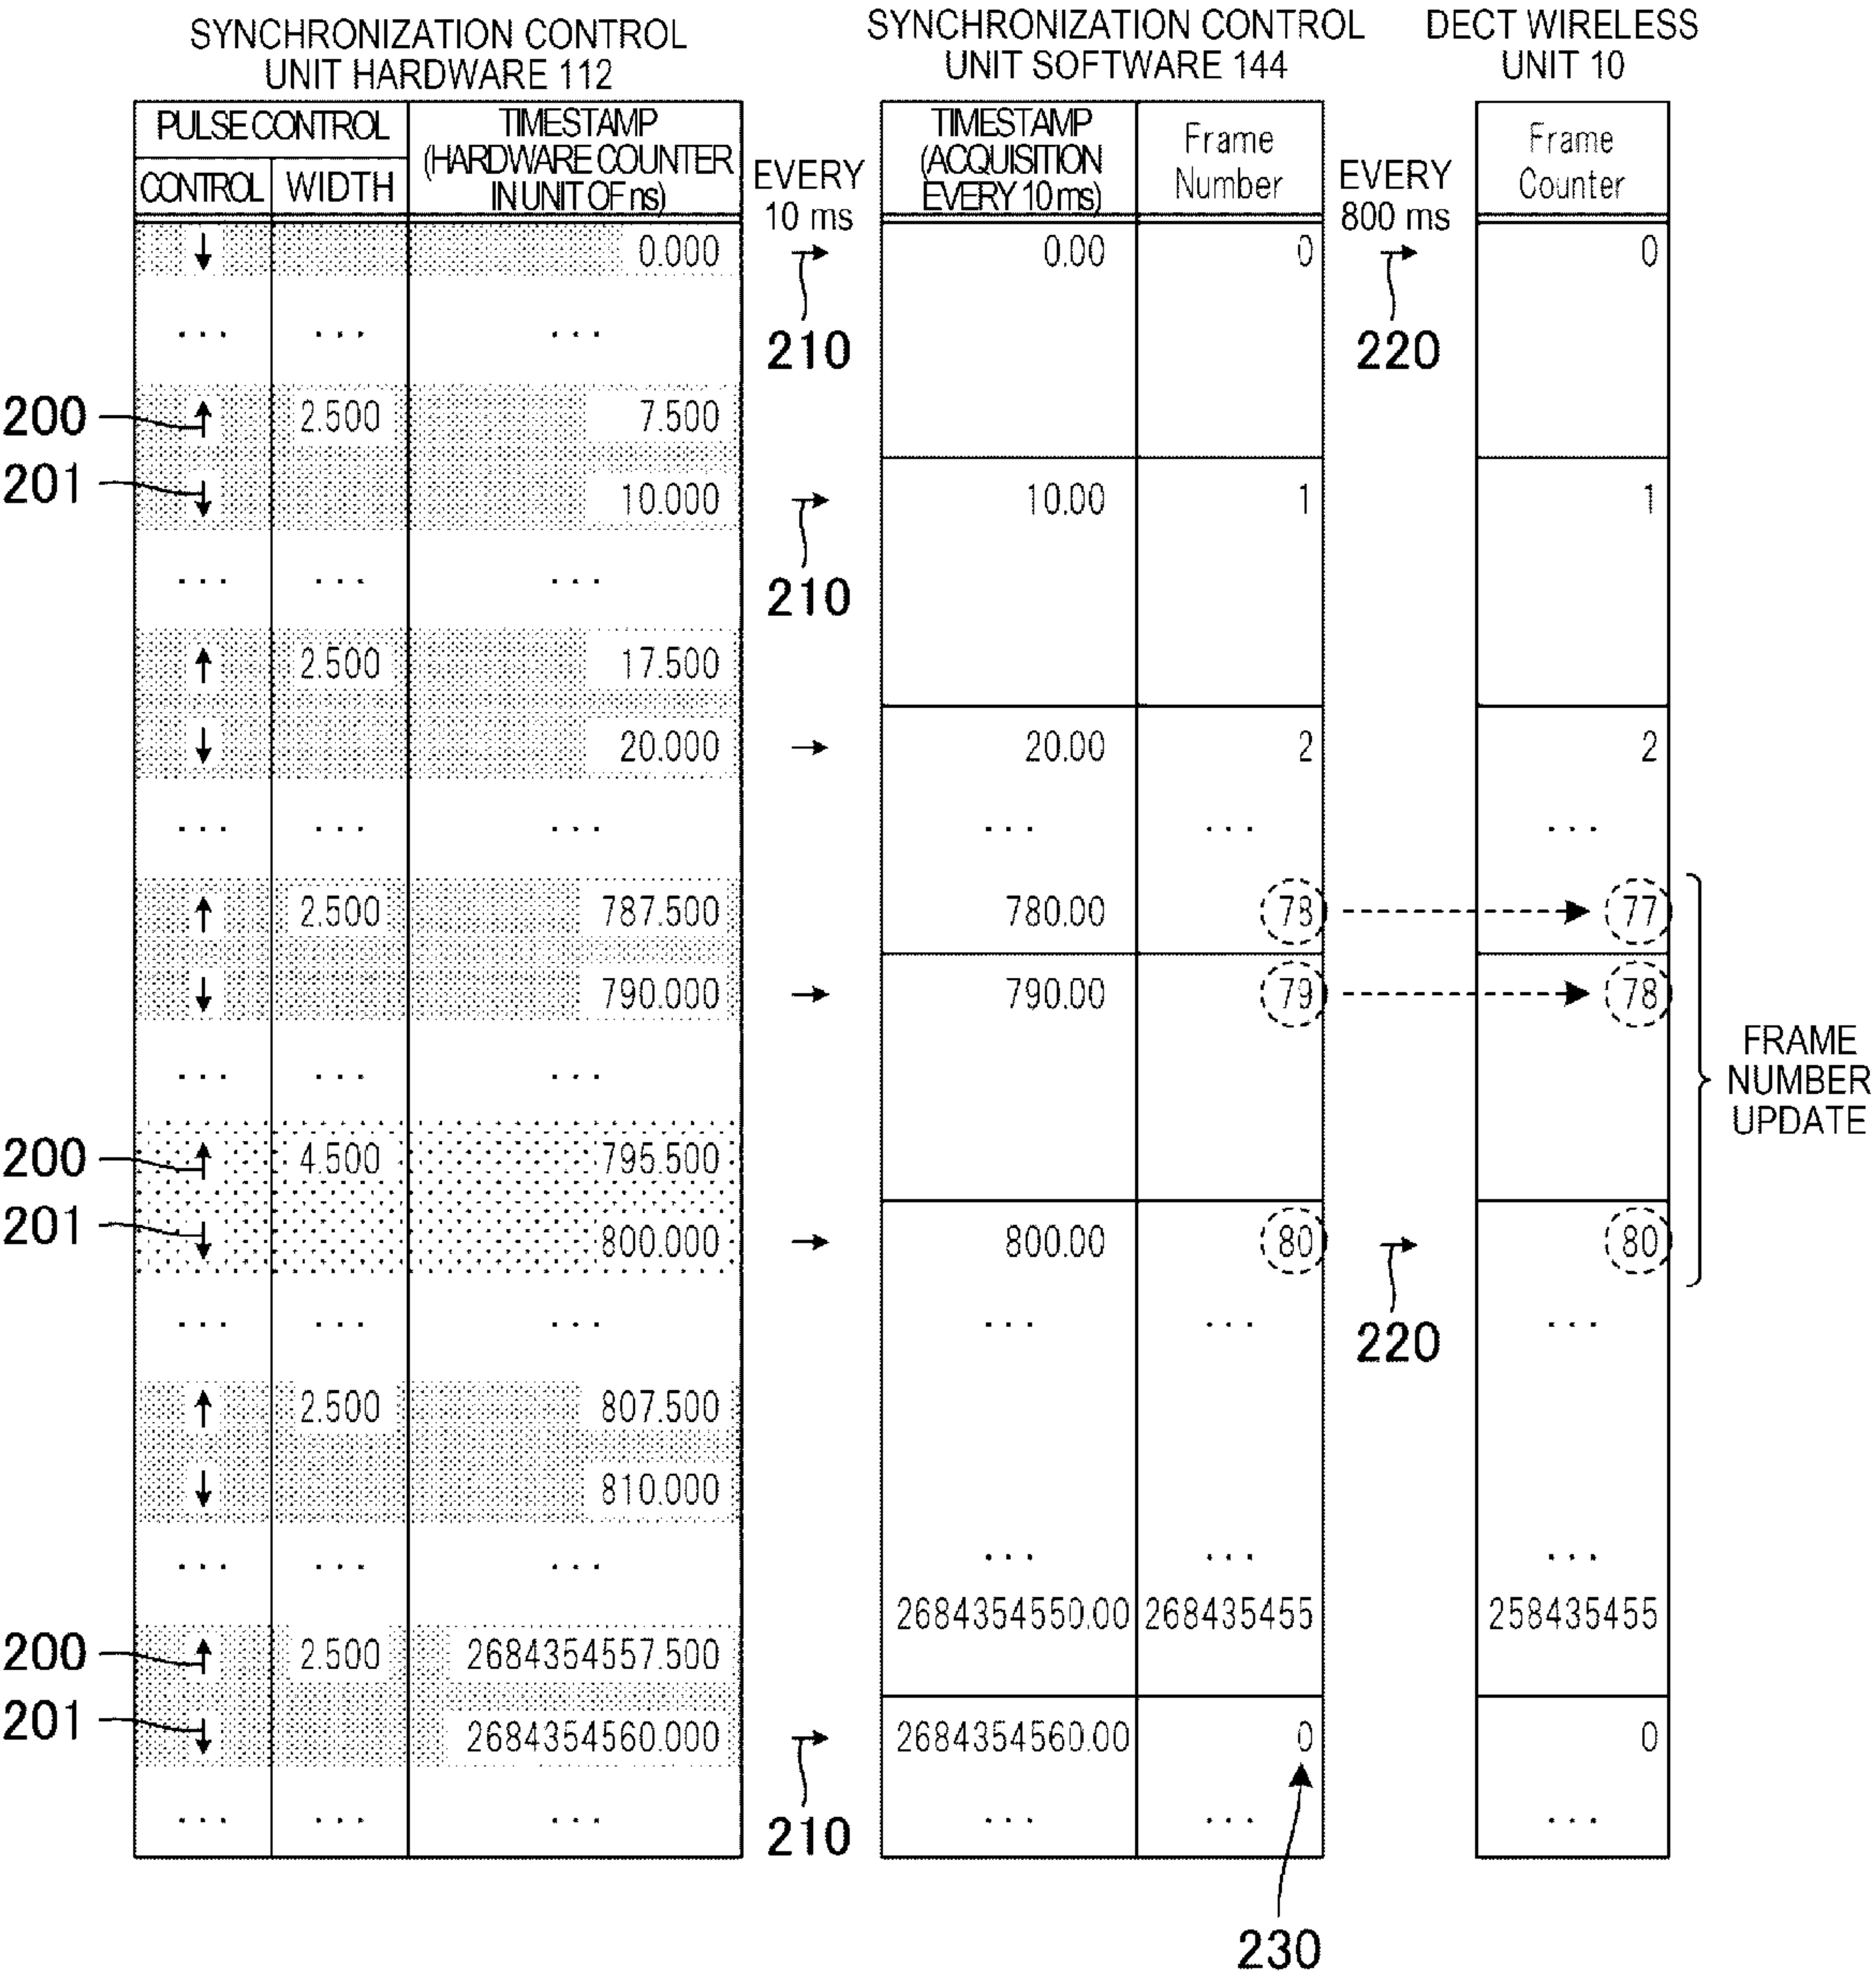 SYNCHRONIZATION CONTROL
UNIT HARDWARE 112
SYNCHRONIZATION CONTROL
UNIT SOFTWARE 144
DECT WIRELESS
UNIT 10
PULSE CONTROL
CONTROL WIDTH
TIMESTAMP
(HARDWARE COUNTER
IN UNIT OF ns)
EVERY
10 ms
TIMESTAMP
(ACQUISITION
EVERY 10 ms)
Frame
Number
EVERY
800 ms
Frame
Counter
↓ 0.000 → 0.00 0 → 0
... ... ... 210 220
200 ↑ 2.500 7.500
201 ↓ 10.000 → 10.00 1 1
... ... ... 210
↑ 2.500 17.500
↓ 20.000 → 20.00 2 2
... ... ... ... ... ...
↑ 2.500 787.500 780.00 78 77
↓ 790.000 → 790.00 79 78
... ... ...
FRAME
NUMBER
UPDATE
200 ↑ 4.500 795.500
201 ↓ 800.000 → 800.00 80 → 80
... ... ... ... ... 220 ...
↑ 2.500 807.500
↓ 810.000
... ... ... ... ... ...
2684354550.00 268435455 258435455
200 ↑ 2.500 2684354557.500
201 ↓ 2684354560.000 → 2684354560.00 0 0
... ... ... 210 ... ... ...
230